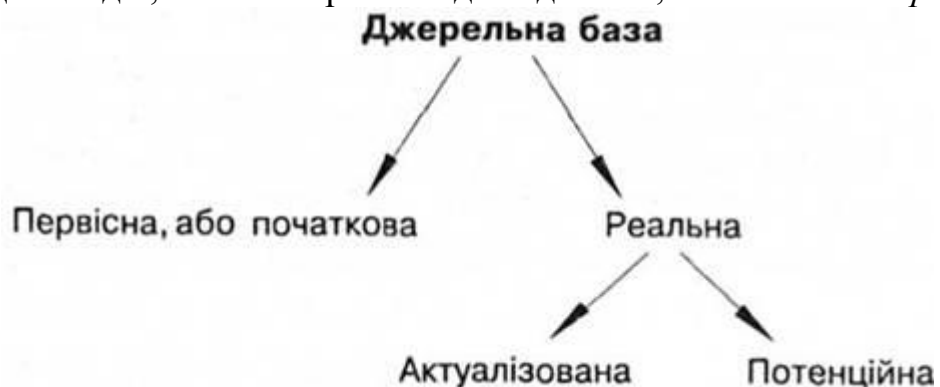 Джерельна база
Первісна, або початкова
Реальна
Актуалізована
Потенційна